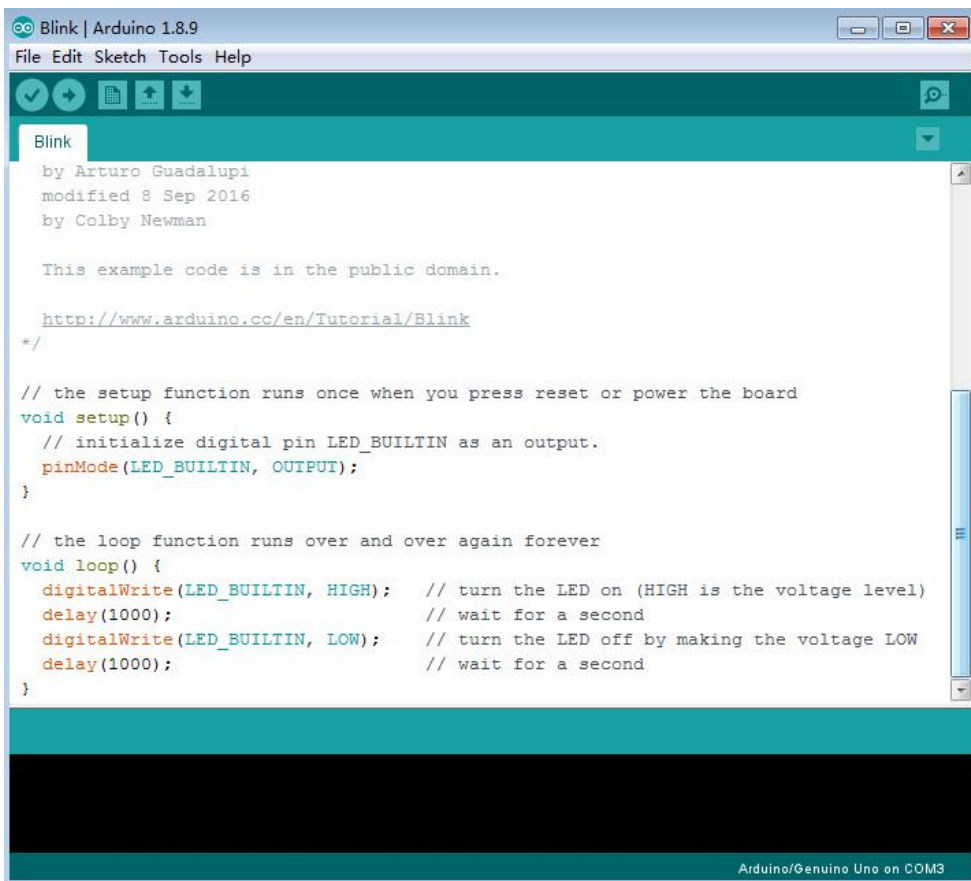 Blink | Arduino 1.8.9
File Edit Sketch Tools Help
Blink
by Arturo Guadalupi
modified 8 Sep 2016
by Colby Newman
This example code is in the public domain.
http://www.arduino.cc/en/Tutorial/Blink
*/
// the setup function runs once when you press reset or power the board
void setup() {
// initialize digital pin LED_BUILTIN as an output.
pinMode(LED_BUILTIN, OUTPUT);
}
// the loop function runs over and over again forever
void loop() {
digitalWrite(LED_BUILTIN, HIGH);   // turn the LED on (HIGH is the voltage level)
delay(1000);                       // wait for a second
digitalWrite(LED_BUILTIN, LOW);    // turn the LED off by making the voltage LOW
delay(1000);                       // wait for a second
}
Arduino/Genuino Uno on COM3